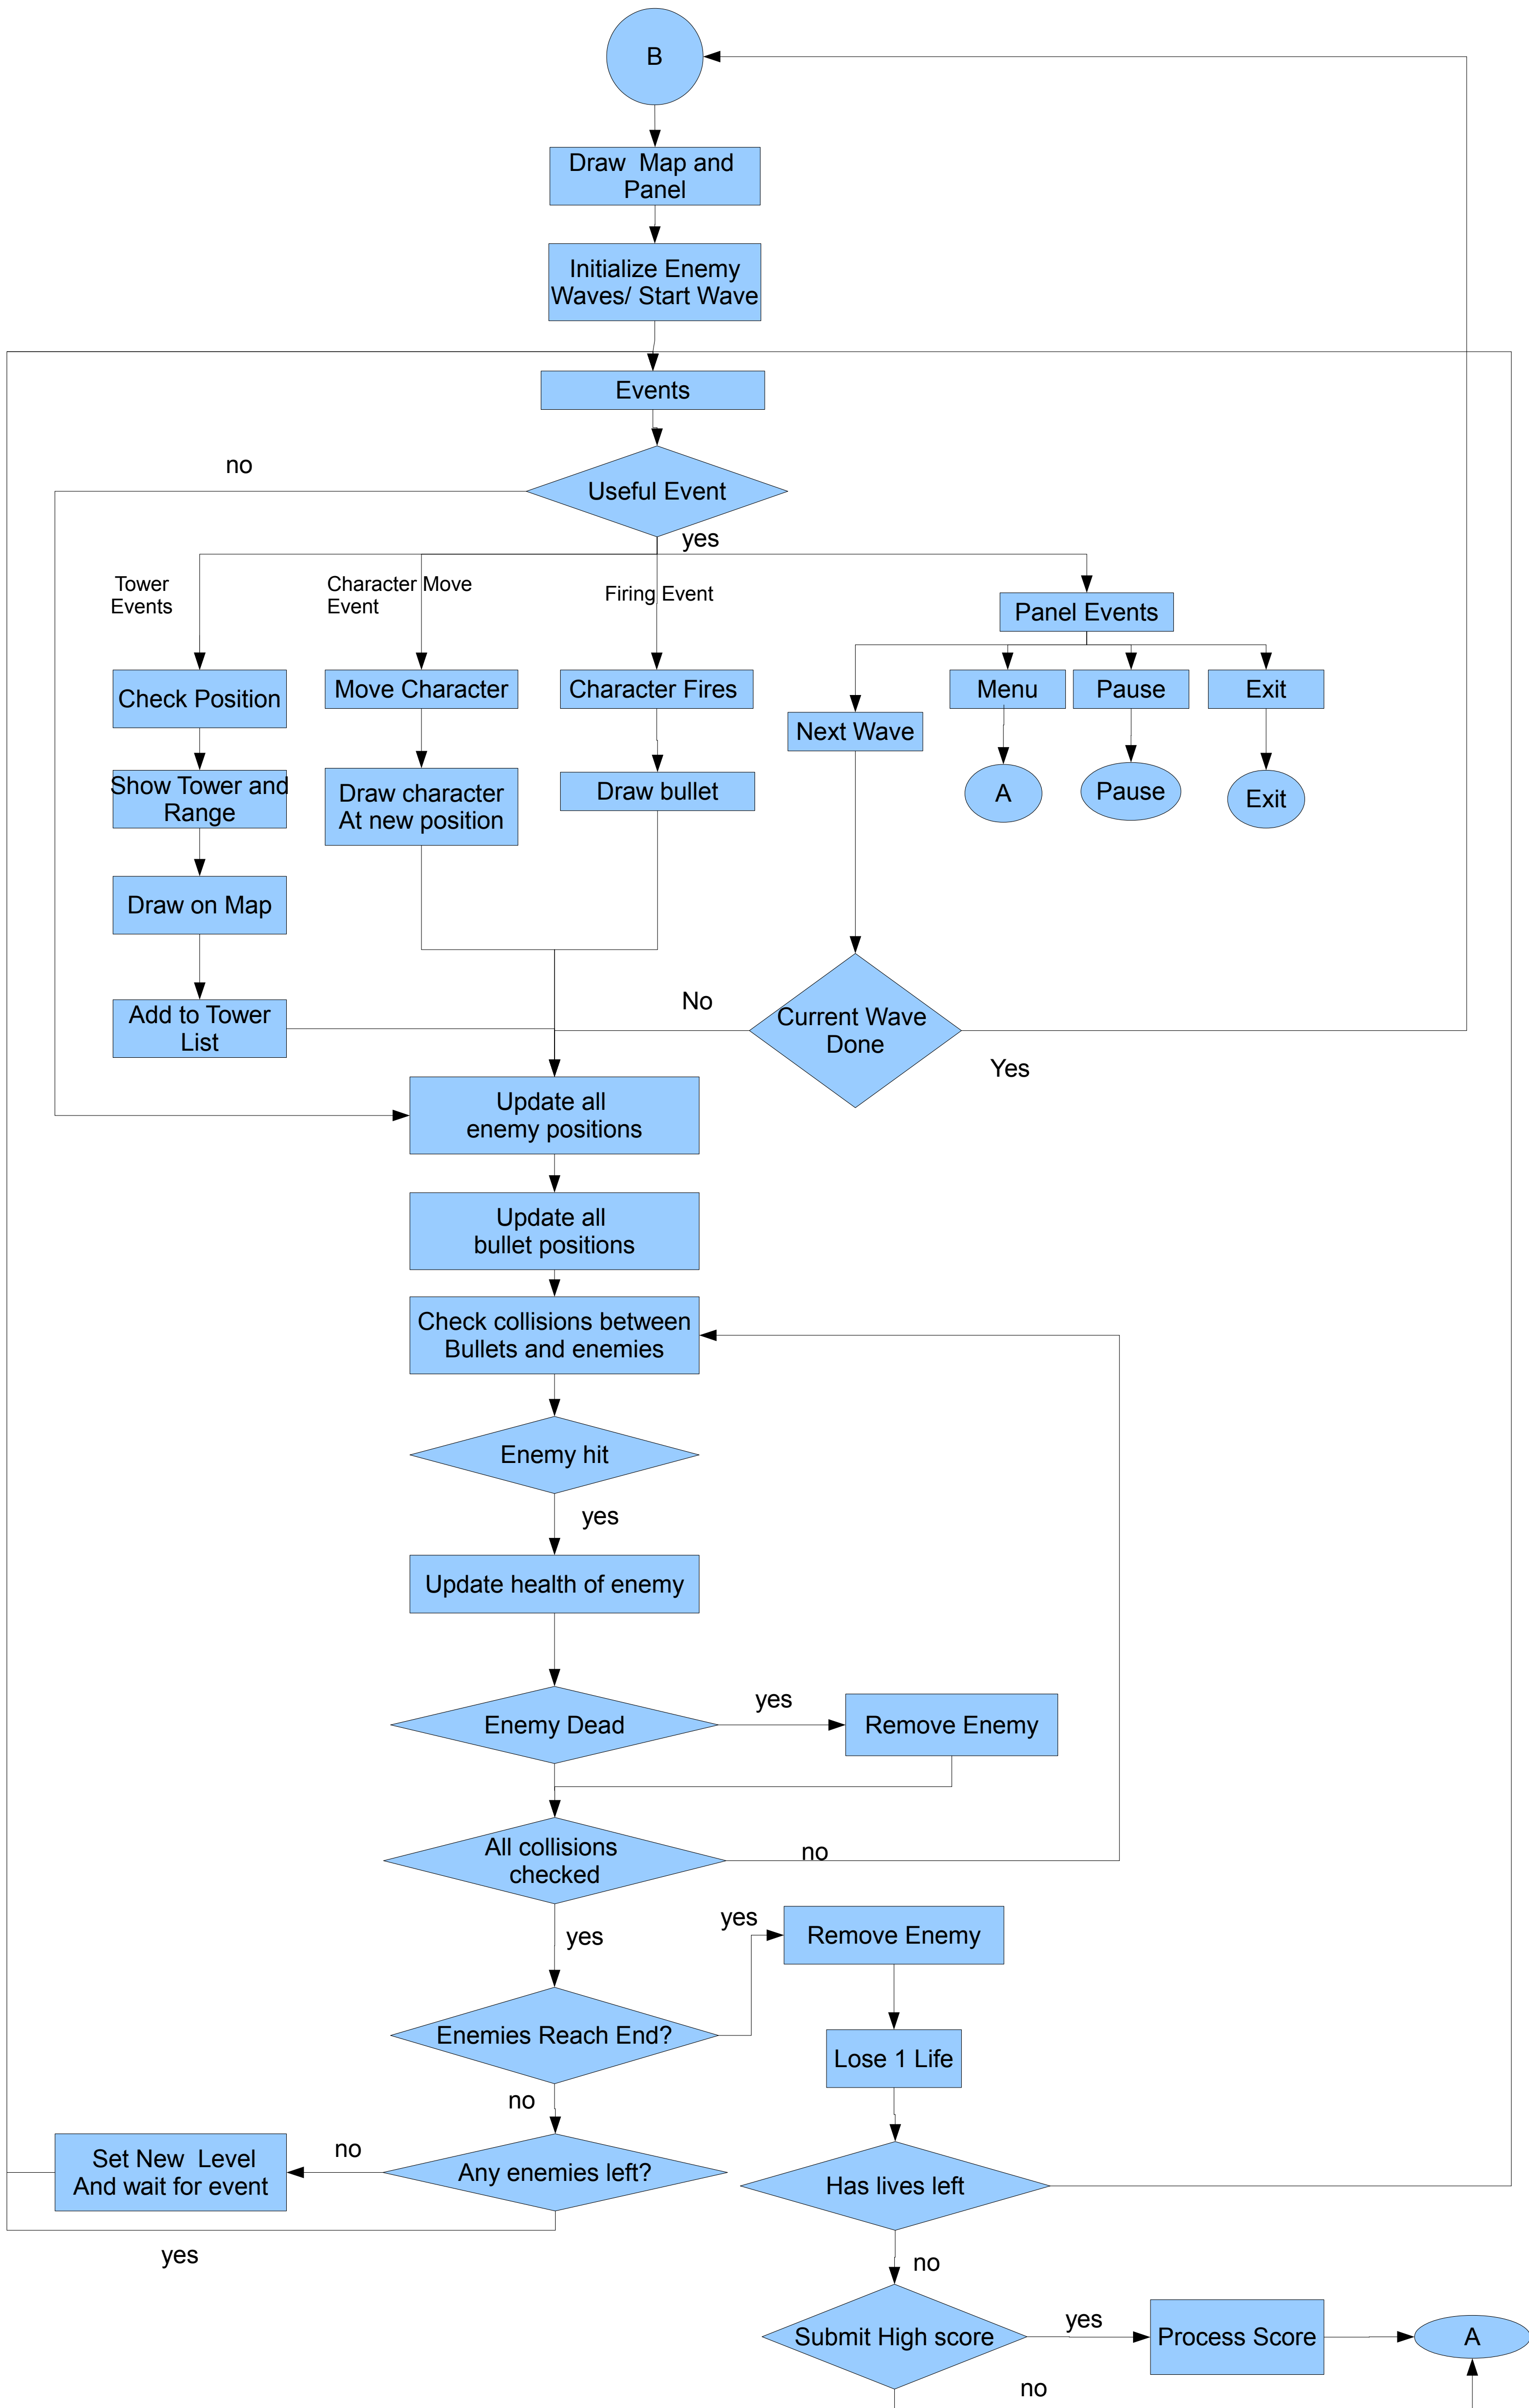 B
Draw  Map and
Panel
Initialize Enemy
Waves/ Start Wave
Events
no
Useful Event
yes
Tower
Events
Character Move
Event
Firing Event
Panel Events
Check Position
Move Character
Character Fires
Menu
Pause
Exit
Next Wave
Show Tower and
Range
Draw character
At new position
Draw bullet
A
Pause
Exit
Draw on Map
Add to Tower
List
No
Current Wave
Done
Yes
Update all
enemy positions
Update all
bullet positions
Check collisions between
Bullets and enemies
Enemy hit
yes
Update health of enemy
Enemy Dead
yes
Remove Enemy
All collisions
checked
no
yes
yes
Remove Enemy
Enemies Reach End?
Lose 1 Life
no
Set New  Level
And wait for event
no
Any enemies left?
Has lives left
yes
no
Submit High score
yes
Process Score
A
no